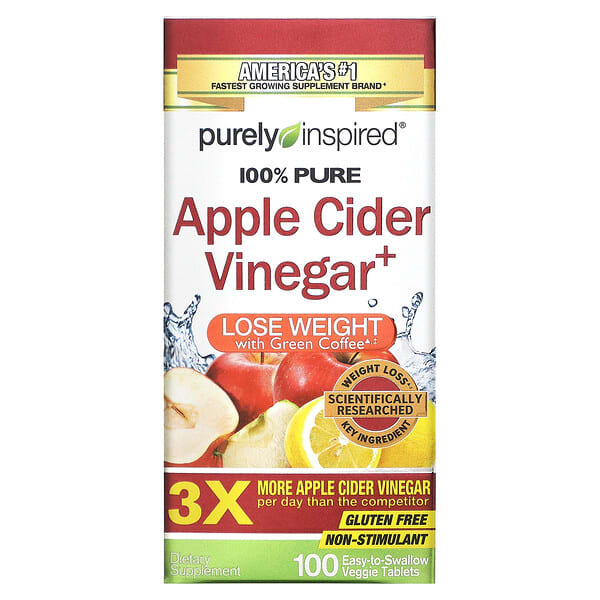 AMERICA'S #1
FASTEST GROWING SUPPLEMENT BRAND*
purely inspired®
100% PURE
Apple Cider
Vinegar+
LOSE WEIGHT
with Green Coffee▲‡
WEIGHT LOSS▲‡
SCIENTIFICALLY
RESEARCHED
KEY INGREDIENT
3X
MORE APPLE CIDER VINEGAR
per day than the competitor
GLUTEN FREE
NON-STIMULANT
Dietary
Supplement
100 Easy-to-Swallow
Veggie Tablets